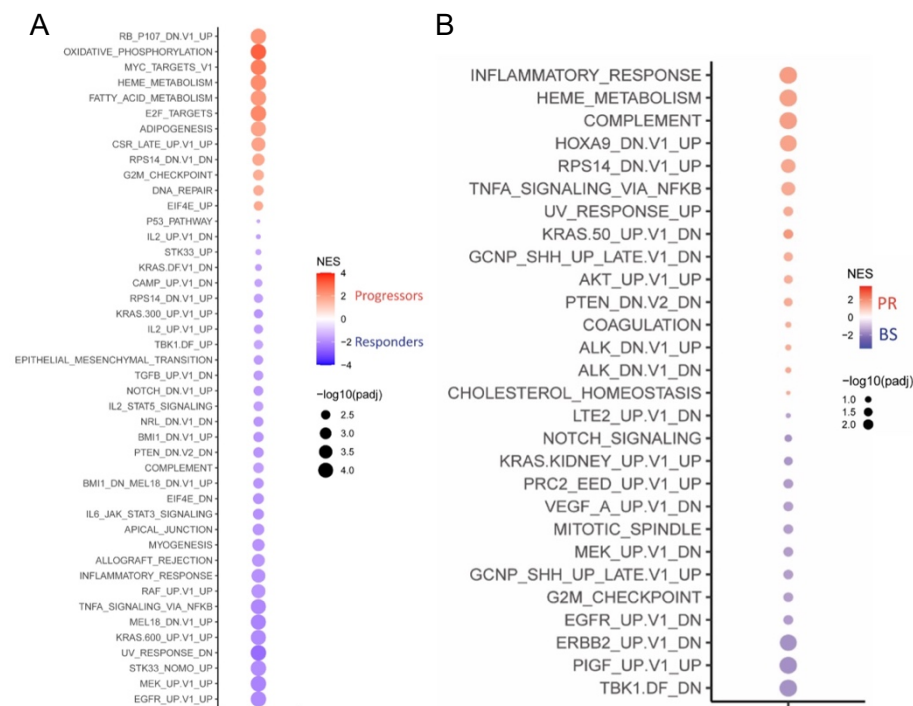 A
RB_P107_DN.V1_UP
OXIDATIVE_PHOSPHORYLATION
MYC_TARGETS_V1
HEME_METABOLISM
FATTY_ACID_METABOLISM
E2F_TARGETS
ADIPOGENESIS
CSR_LATE_UP.V1_UP
RPS14_DN.V1_DN
G2M_CHECKPOINT
DNA_REPAIR
EIF4E_UP
P53_PATHWAY
IL2_UP.V1_DN
STK33_UP
KRAS.DF.V1_DN
CAMP_UP.V1_DN
RPS14_DN.V1_UP
KRAS.300_UP.V1_UP
IL2_UP.V1_UP
TBK1.DF_UP
EPITHELIAL_MESENCHYMAL_TRANSITION
TGFB_UP.V1_DN
NOTCH_DN.V1_UP
IL2_STAT5_SIGNALING
NRL_DN.V1_DN
BMI1_DN.V1_UP
PTEN_DN.V2_DN
COMPLEMENT
BMI1_DN_MEL18_DN.V1_UP
EIF4E_DN
IL6_JAK_STAT3_SIGNALING
APICAL_JUNCTION
MYOGENESIS
ALLOGRAFT_REJECTION
INFLAMMATORY_RESPONSE
RAF_UP.V1_UP
TNFA_SIGNALING_VIA_NFKB
MEL18_DN.V1_UP
KRAS.600_UP.V1_UP
UV_RESPONSE_DN
STK33_NOMO_UP
MEK_UP.V1_UP
EGFR_UP.V1_UP
NES
4
2 Progressors
0
−2 Responders
−4
−log10(padj)
2.5
3.0
3.5
4.0
B
INFLAMMATORY_RESPONSE
HEME_METABOLISM
COMPLEMENT
HOXA9_DN.V1_UP
RPS14_DN.V1_UP
TNFA_SIGNALING_VIA_NFKB
UV_RESPONSE_UP
KRAS.50_UP.V1_DN
GCNP_SHH_UP_LATE.V1_DN
AKT_UP.V1_UP
PTEN_DN.V2_DN
COAGULATION
ALK_DN.V1_UP
ALK_DN.V1_DN
CHOLESTEROL_HOMEOSTASIS
LTE2_UP.V1_DN
NOTCH_SIGNALING
KRAS.KIDNEY_UP.V1_UP
PRC2_EED_UP.V1_UP
VEGF_A_UP.V1_DN
MITOTIC_SPINDLE
MEK_UP.V1_DN
GCNP_SHH_UP_LATE.V1_UP
G2M_CHECKPOINT
EGFR_UP.V1_DN
ERBB2_UP.V1_DN
PIGF_UP.V1_UP
TBK1.DF_DN
NES
2 PR
0
−2 BS
−log10(padj)
1.0
1.5
2.0